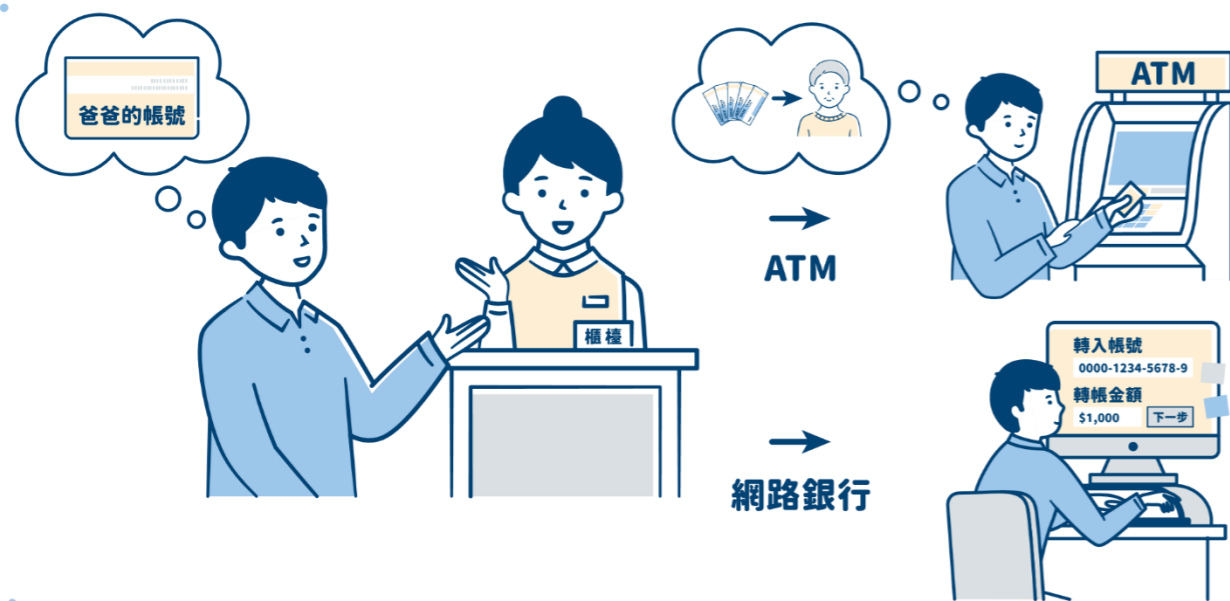 爸爸的帳號
櫃檯
ATM
ATM
轉入帳號
0000-1234-5678-9
轉帳金額
$1,000
下一步
網路銀行